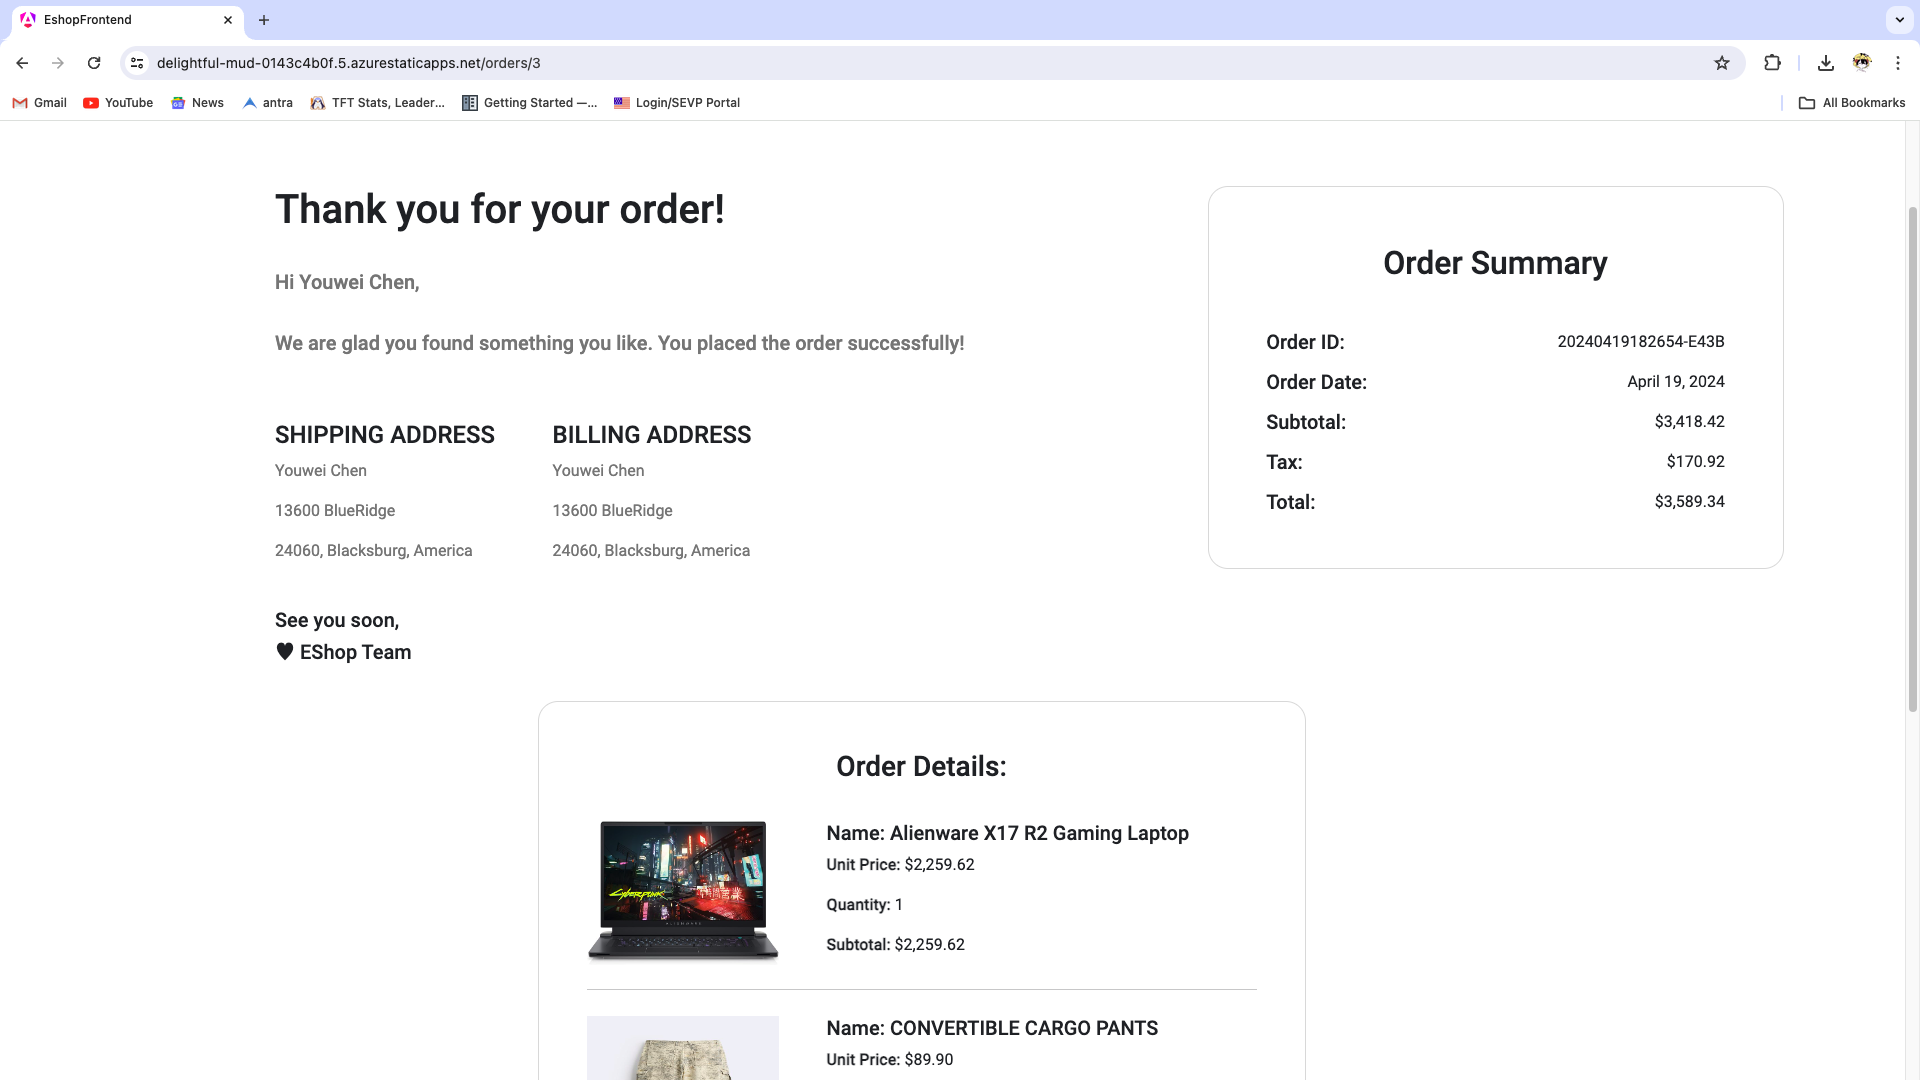 EshopFrontend
delightful-mud-0143c4b0f.5.azurestaticapps.net/orders/3
Gmail
YouTube
News
antra
TFT Stats, Leader...
Getting Started —...
Login/SEVP Portal
All Bookmarks
Thank you for your order!
Hi Youwei Chen,
We are glad you found something you like. You placed the order successfully!
SHIPPING ADDRESS
Youwei Chen
13600 BlueRidge
24060, Blacksburg, America
BILLING ADDRESS
Youwei Chen
13600 BlueRidge
24060, Blacksburg, America
See you soon,
♥ EShop Team
Order Summary
Order ID: 20240419182654-E43B
Order Date: April 19, 2024
Subtotal: $3,418.42
Tax: $170.92
Total: $3,589.34
Order Details:
Name: Alienware X17 R2 Gaming Laptop
Unit Price: $2,259.62
Quantity: 1
Subtotal: $2,259.62
Name: CONVERTIBLE CARGO PANTS
Unit Price: $89.90